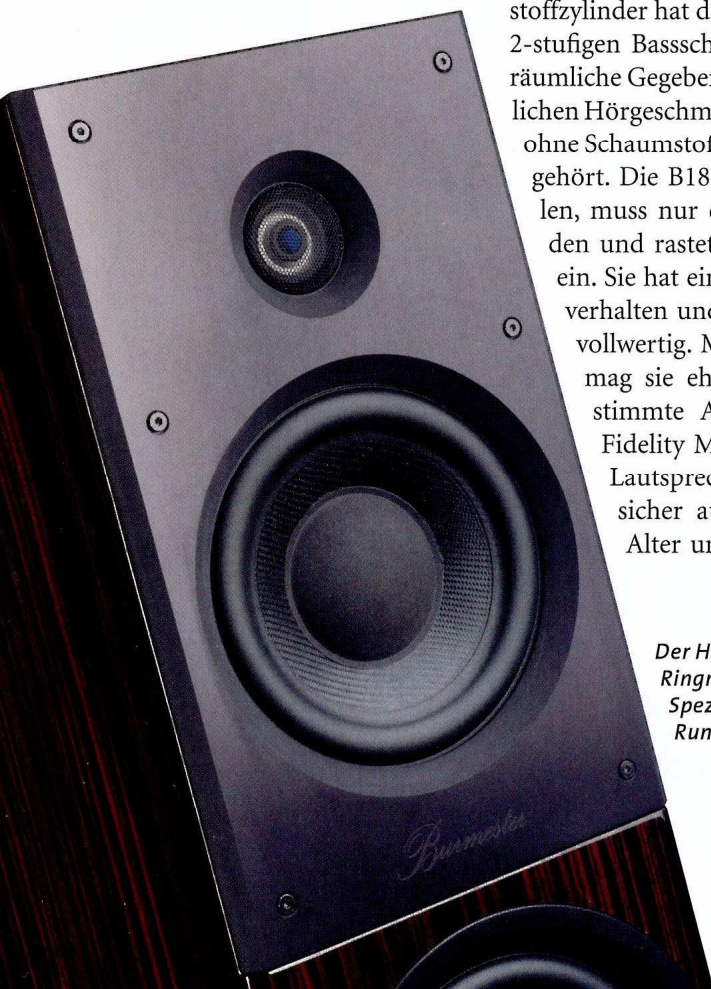 stoffzylinder hat d
2-stufigen Basssch
räumliche Gegeber
lichen Hörgeschm
ohne Schaumstof
gehört. Die B18
len, muss nur
den und rastet
ein. Sie hat ein
verhalten und
vollwertig. M
mag sie eh
stimmte A
Fidelity M
Lautsprec
sicher au
Alter un
Der H
Ringr
Spez
Run
Burmester